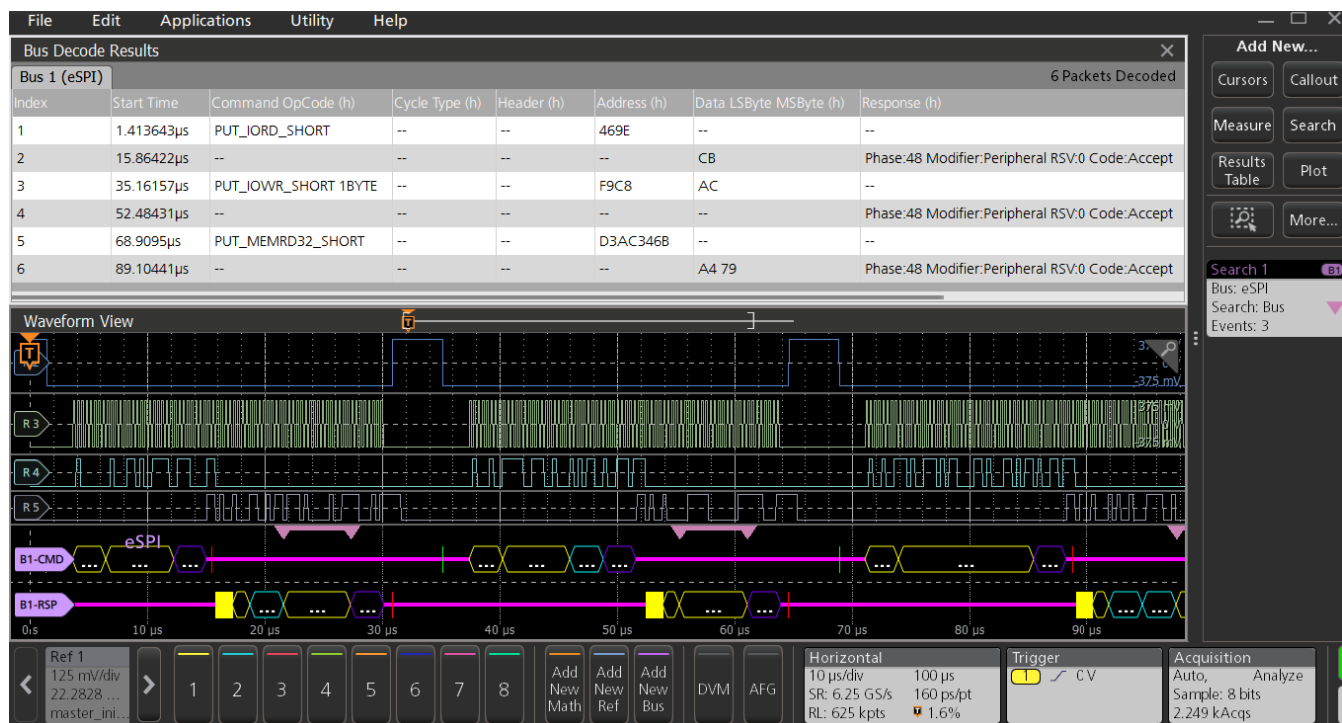 File Edit Applications Utility Help
Bus Decode Results
Bus 1 (eSPI) 6 Packets Decoded
Index Start Time Command OpCode (h) Cycle Type (h) Header (h) Address (h) Data LSByte MSByte (h) Response (h)
1 1.413643µs PUT_IORD_SHORT -- -- 469E -- --
2 15.86422µs -- -- -- -- CB Phase:48 Modifier:Peripheral RSV:0 Code:Accept
3 35.16157µs PUT_IOWR_SHORT 1BYTE -- -- F9C8 AC --
4 52.48431µs -- -- -- -- -- Phase:48 Modifier:Peripheral RSV:0 Code:Accept
5 68.9095µs PUT_MEMRD32_SHORT -- -- D3AC346B -- --
6 89.10441µs -- -- -- -- A4 79 Phase:48 Modifier:Peripheral RSV:0 Code:Accept
Waveform View
T
T
-375 mV
R 3
R 4
R 5
eSPI
B1-CMD ... ... ... ... ... ... ... ... ... ...
B1-RSP ... ... ... ... ... ... ...
0 s 10 µs 20 µs 30 µs 40 µs 50 µs 60 µs 70 µs 80 µs 90 µs
Add New...
Cursors Callout
Measure Search
Results Table Plot
More...
Search 1 B1
Bus: eSPI
Search: Bus
Events: 3
Ref 1
125 mV/div
22.2828 ...
master_ini...
1 2 3 4 5 6 7 8
Add New Math
Add New Ref
Add New Bus
DVM AFG
Horizontal
10 µs/div 100 µs
SR: 6.25 GS/s 160 ps/pt
RL: 625 kpts T 1.6%
Trigger
1 C V
Acquisition
Auto, Analyze
Sample: 8 bits
2.249 kAcqs